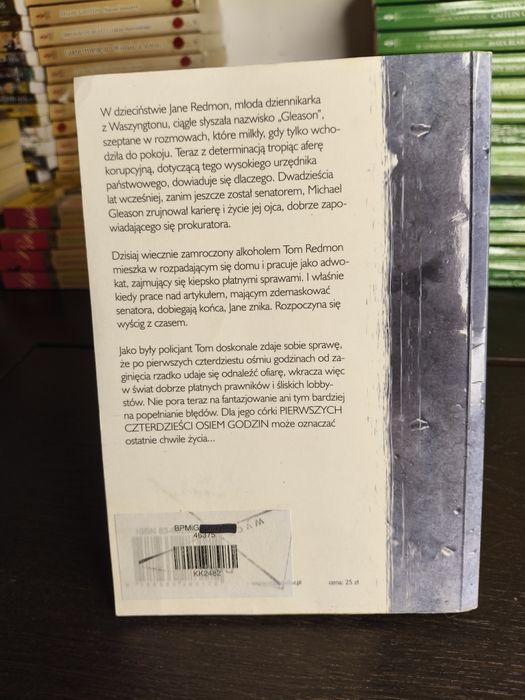 W dzieciństwie Jane Redmon, młoda dziennikarka
z Waszyngtonu, ciągle słyszała nazwisko „Gleason”,
szeptane w rozmowach, które milkły, gdy tylko wcho-
dziła do pokoju. Teraz z determinacją tropiąc aferę
korupcyjną, dotyczącą tego wysokiego urzędnika
państwowego, dowiaduje się dlaczego. Dwadzieścia
lat wcześniej, zanim jeszcze został senatorem, Michael
Gleason zrujnował karierę i życie jej ojca, dobrze zapo-
wiadającego się prokuratora.
Dzisiaj wiecznie zamroczony alkoholem Tom Redmon
mieszka w rozpadającym się domu i pracuje jako adwo-
kat, zajmujący się kiepsko płatnymi sprawami. I właśnie
kiedy prace nad artykułem, mającym zdemaskować
senatora, dobiegają końca, Jane znika. Rozpoczyna się
wyścig z czasem.
Jako były policjant Tom doskonale zdaje sobie sprawę,
że po pierwszych czterdziestu ośmiu godzinach od za-
ginięcia rzadko udaje się odnaleźć ofiarę, wkracza więc
w świat dobrze płatnych prawników i śliskich lobby-
stów. Nie pora teraz na fantazjowanie ani tym bardziej
na popełnianie błędów. Dla jego córki PIERWSZYCH
CZTERDZIEŚCI OSIEM GODZIN może oznaczać
ostatnie chwile życia...
BPMiG
46375
KK2482
cena: 25 zł